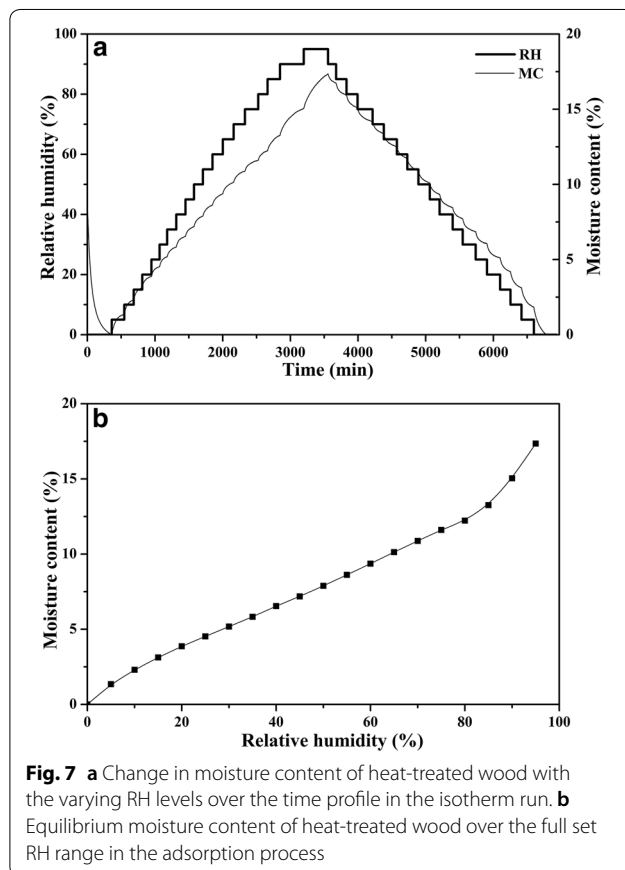 a
RH
MC
100
80
60
40
20
0
Relative humidity (%)
20
15
10
5
0
Moisture content (%)
0 1000 2000 3000 4000 5000 6000
Time (min)
b
20
15
10
5
0
Moisture content (%)
0 20 40 60 80 100
Relative humidity (%)
Fig. 7 a Change in moisture content of heat-treated wood with
the varying RH levels over the time profile in the isotherm run. b
Equilibrium moisture content of heat-treated wood over the full set
RH range in the adsorption process